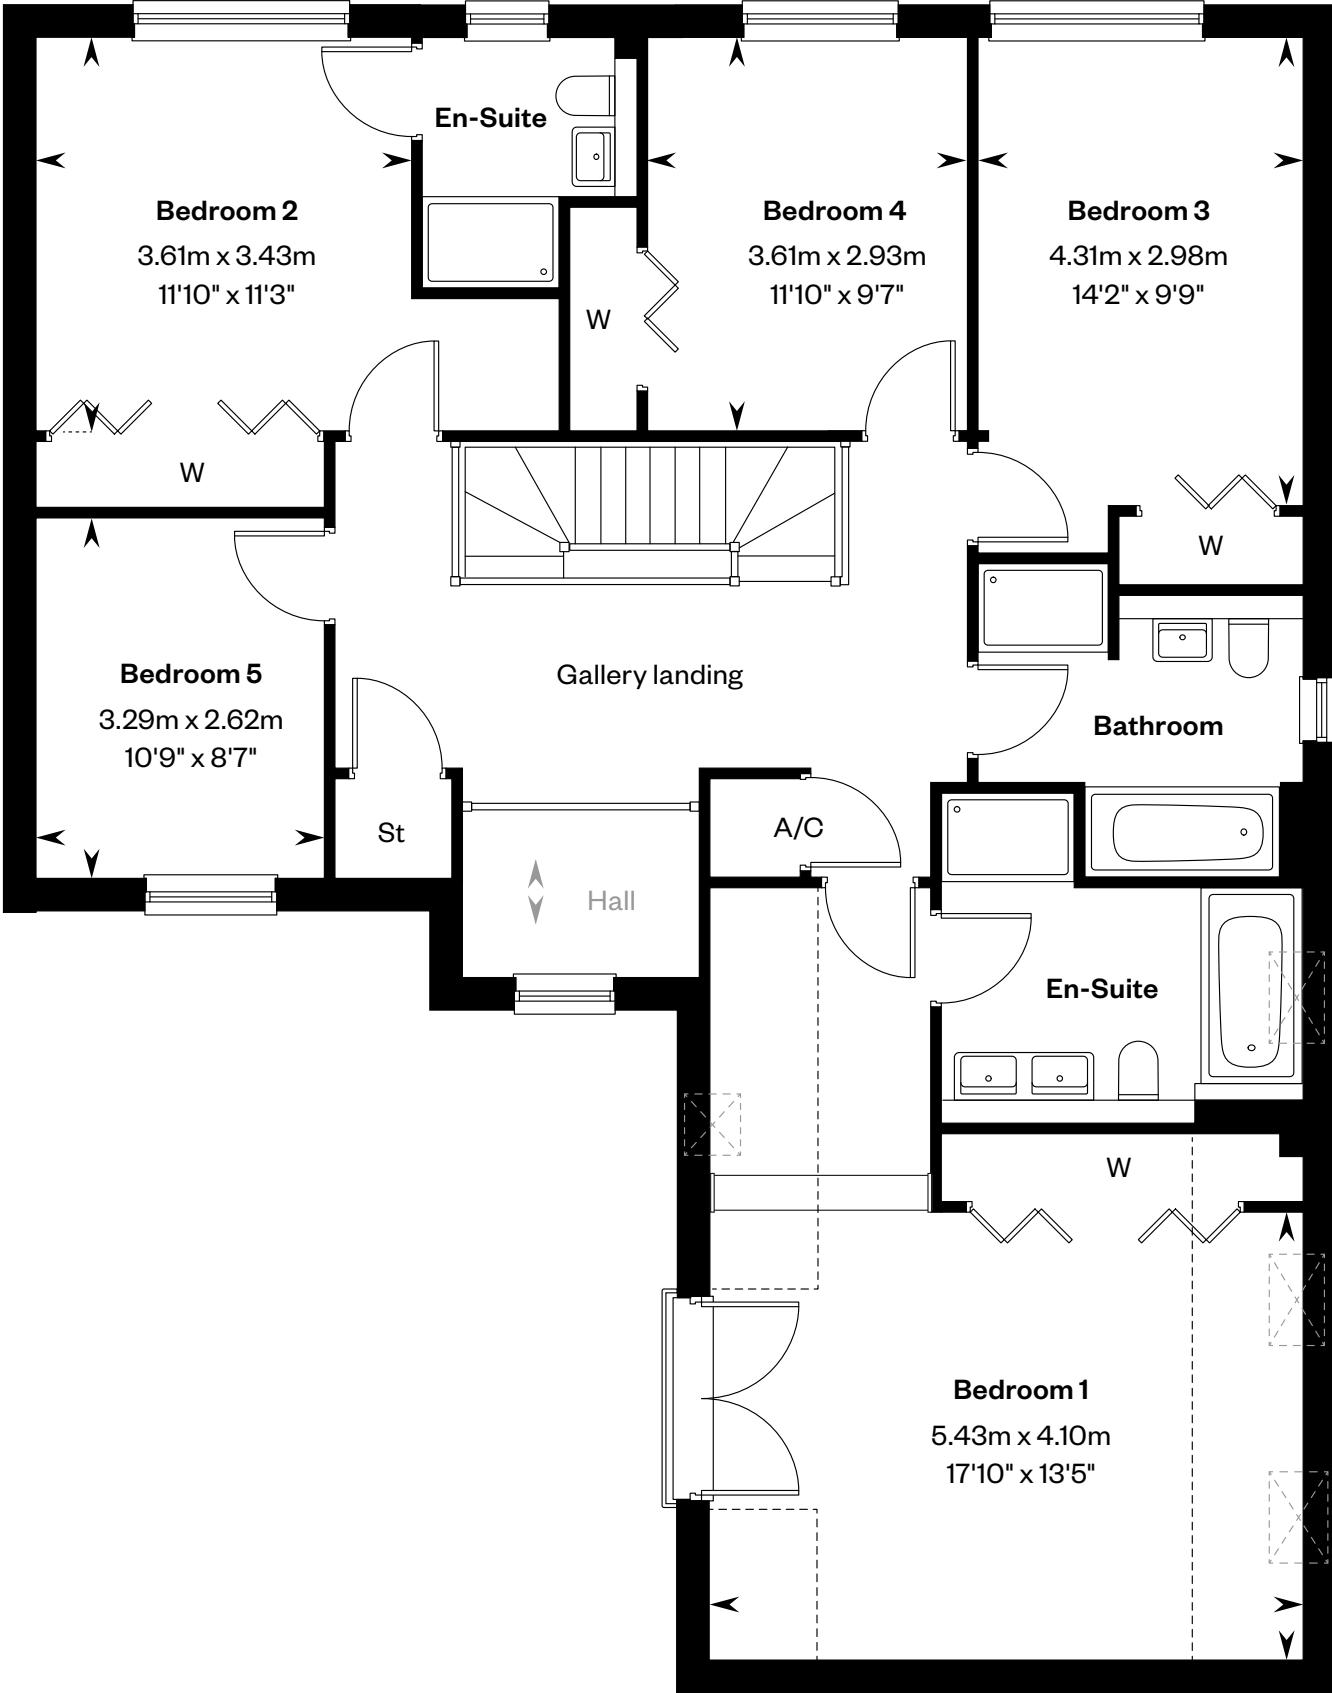 En-Suite
Bedroom 2
3.61m x 3.43m
11'10" x 11'3"
Bedroom 4
3.61m x 2.93m
11'10" x 9'7"
Bedroom 3
4.31m x 2.98m
14'2" x 9'9"
W
W
W
Bedroom 5
3.29m x 2.62m
10'9" x 8'7"
Gallery landing
Bathroom
St
A/C
Hall
En-Suite
W
Bedroom 1
5.43m x 4.10m
17'10" x 13'5"